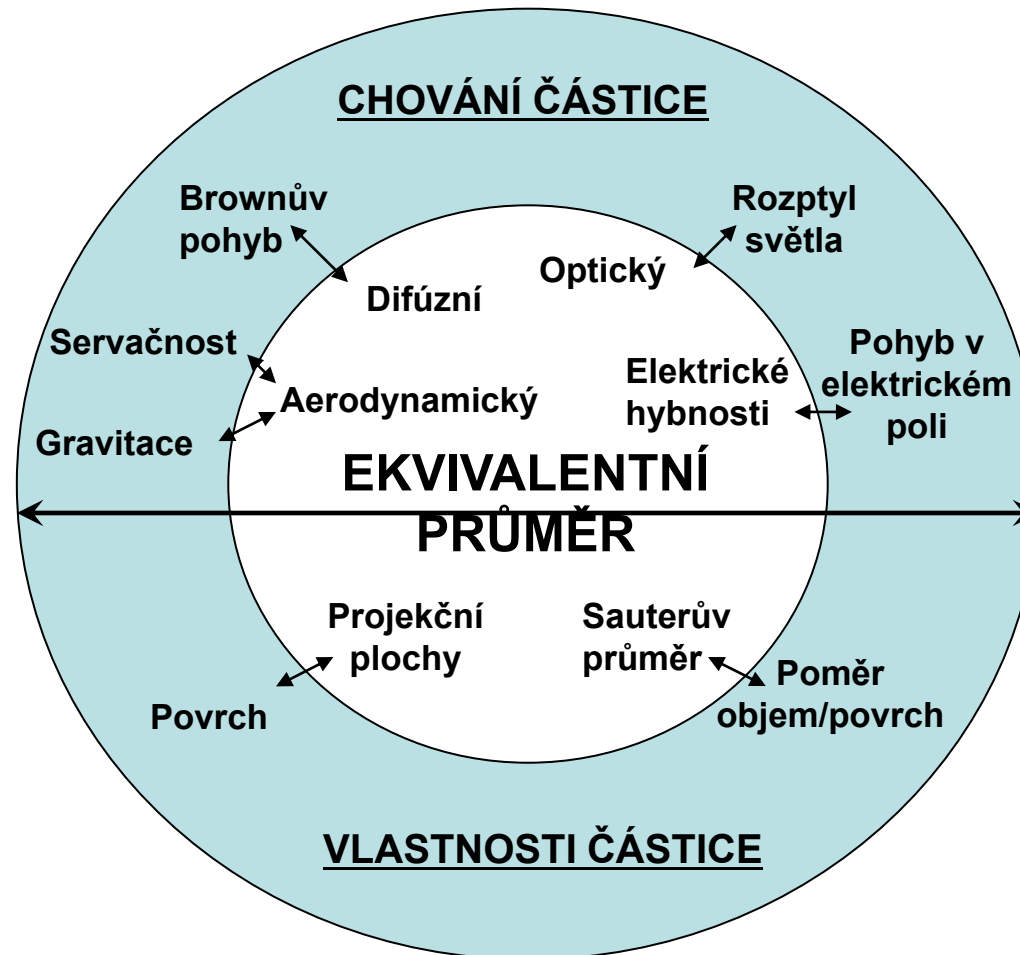 CHOVÁNÍ ČÁSTICE
Brownův
pohyb
Rozptyl
světla
Optický
Difúzní
Servačnost
Pohyb v
elektrickém
poli
Elektrické
hybnosti
Aerodynamický
Gravitace
EKVIVALENTNÍ
PRŮMĚR
Projekční
plochy
Sauterův
průměr
Povrch
Poměr
objem/povrch
VLASTNOSTI ČÁSTICE